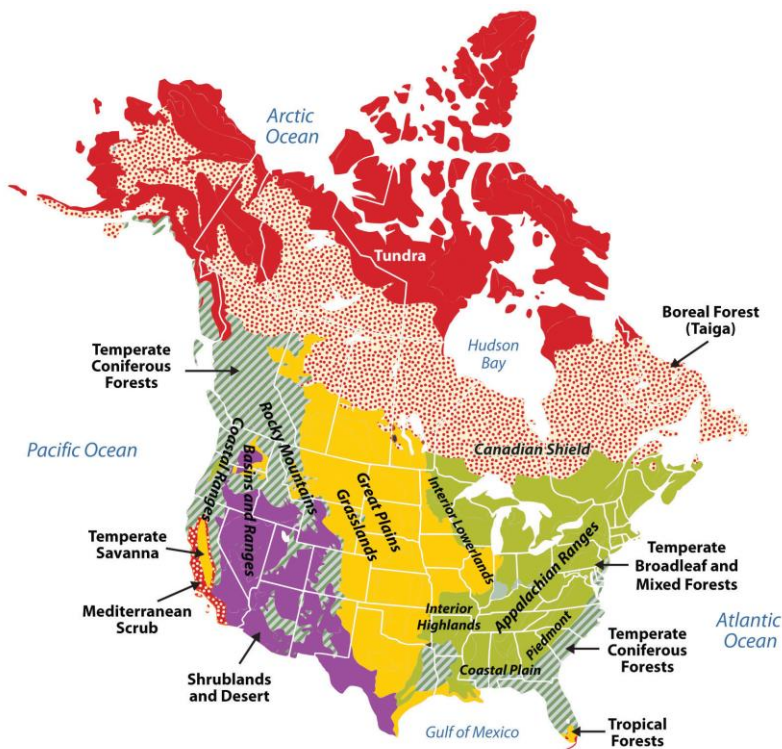 Arctic
Ocean
Tundra
Boreal Forest
(Taiga)
Hudson
Bay
Temperate
Coniferous
Forests
Pacific Ocean
Canadian Shield
Rocky Mountains
Coastal Ranges
Basins and Ranges
Great Plains
Grasslands
Interior Lowerlands
Appalachian Ranges
Temperate
Savanna
Temperate
Broadleaf and
Mixed Forests
Mediterranean
Scrub
Interior
Highlands
Piedmont
Atlantic
Ocean
Temperate
Coniferous
Forests
Shrublands
and Desert
Coastal Plain
Gulf of Mexico
Tropical
Forests